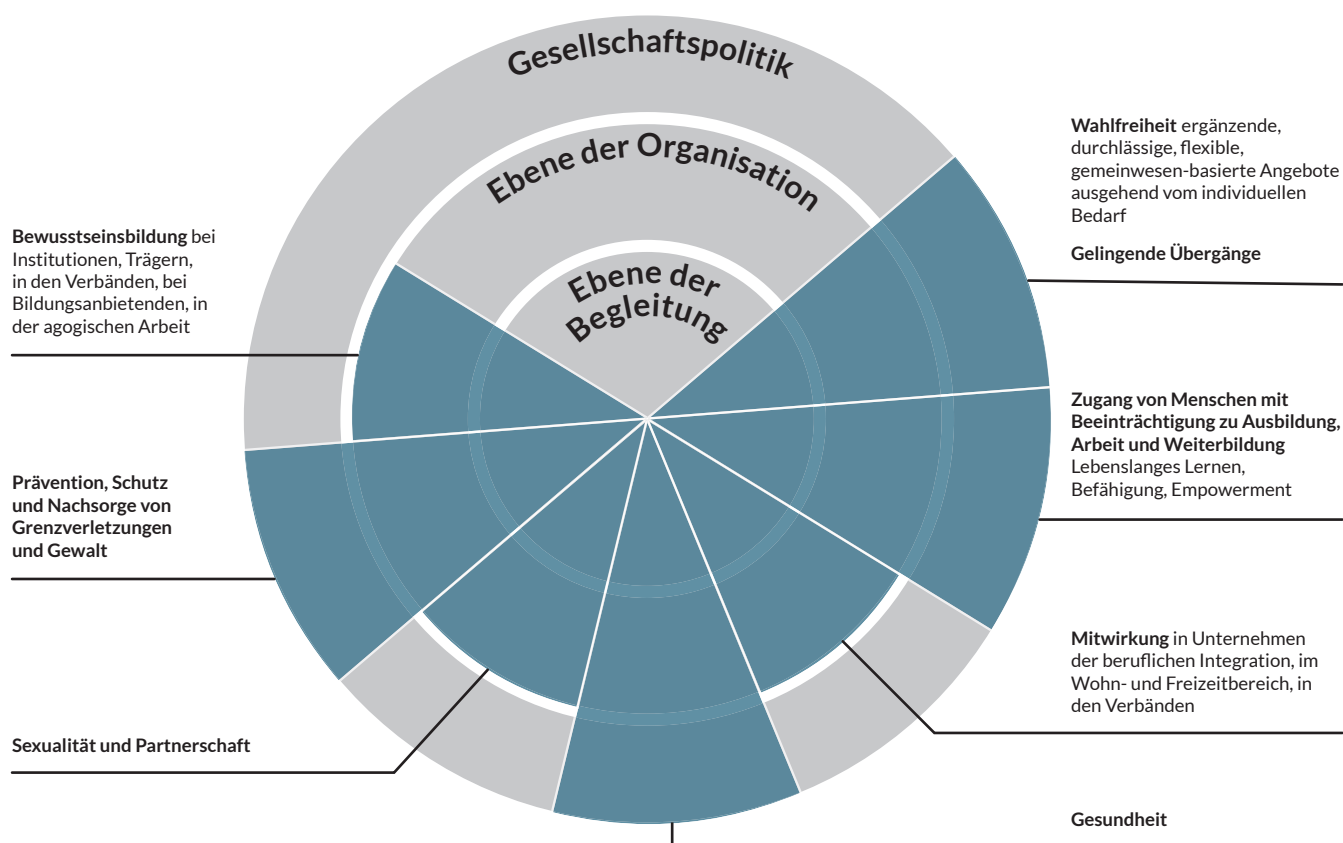 Gesellschaftspolitik
Ebene der Organisation
Ebene der
Begleitung
Bewusstseinsbildung bei
Institutionen, Trägern,
in den Verbänden, bei
Bildungsanbietenden, in
der agogischen Arbeit
Prävention, Schutz
und Nachsorge von
Grenzverletzungen
und Gewalt
Sexualität und Partnerschaft
Wahlfreiheit ergänzende,
durchlässige, flexible,
gemeinwesen-basierte Angebote
ausgehend vom individuellen
Bedarf
Gelingende Übergänge
Zugang von Menschen mit
Beeinträchtigung zu Ausbildung,
Arbeit und Weiterbildung
Lebenslanges Lernen,
Befähigung, Empowerment
Mitwirkung in Unternehmen
der beruflichen Integration, im
Wohn- und Freizeitbereich, in
den Verbänden
Gesundheit